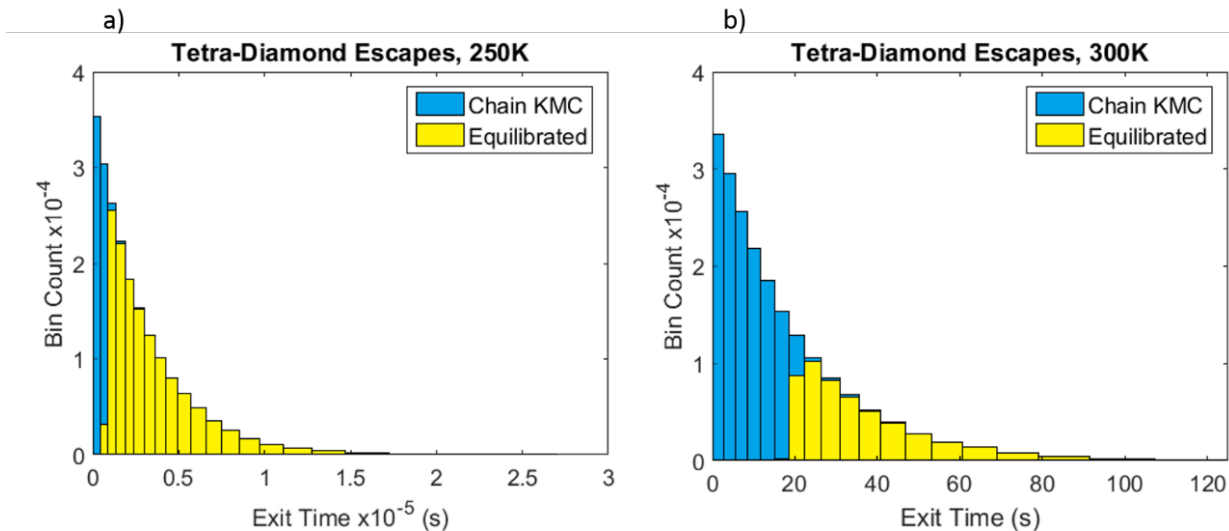 a)
Tetra-Diamond Escapes, 250K
4
3
2
1
0
Bin Count x10^-4
Chain KMC
Equilibrated
0 0.5 1 1.5 2 2.5 3
Exit Time x10^-5 (s)
b)
Tetra-Diamond Escapes, 300K
4
3
2
1
0
Bin Count x10^-4
Chain KMC
Equilibrated
0 20 40 60 80 100 120
Exit Time (s)